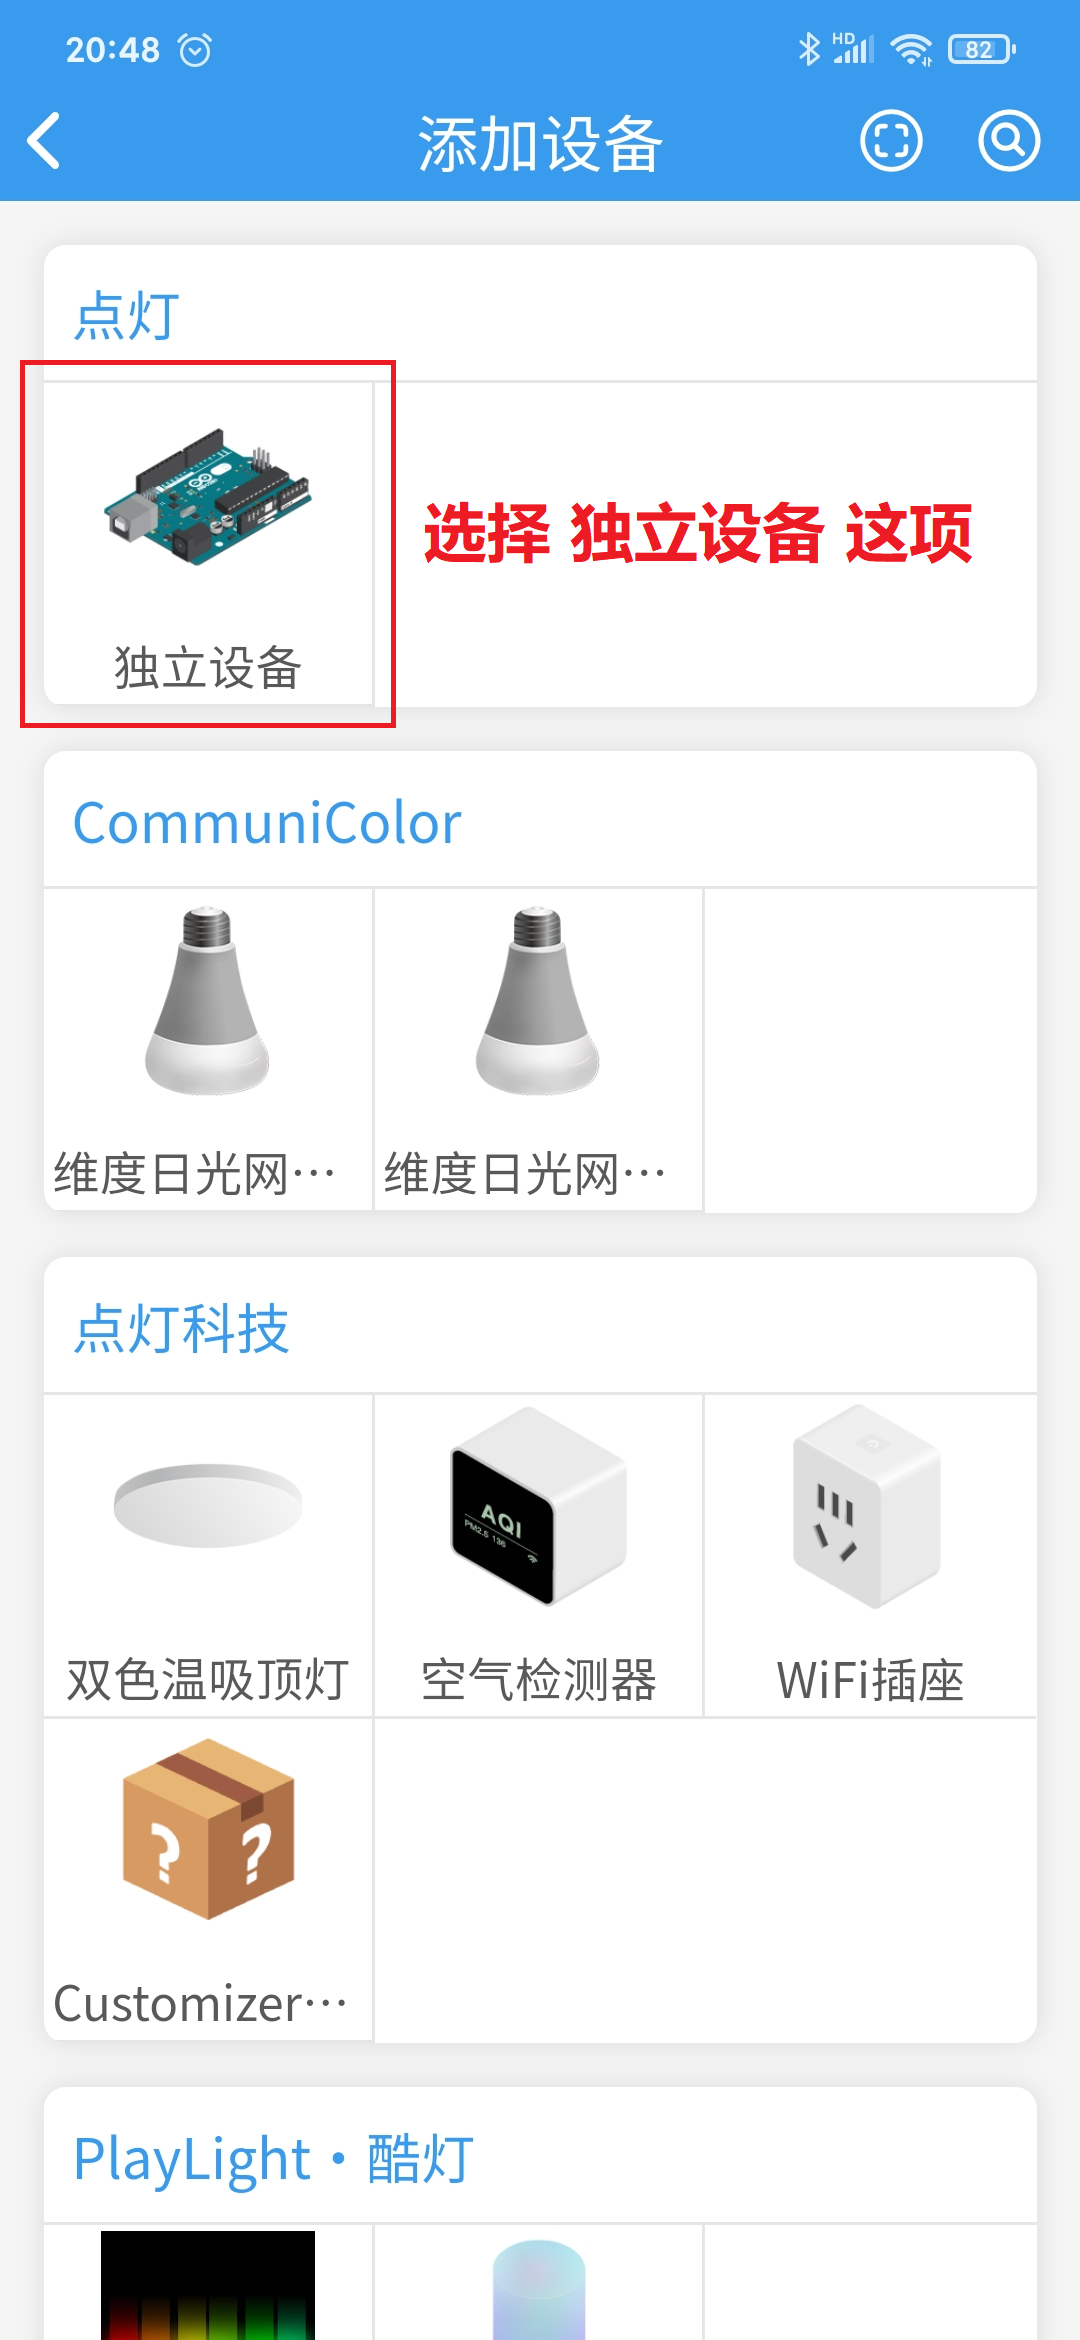 20:48
HD
82
添加设备
点灯
选择 独立设备 这项
独立设备
CommuniColor
维度日光网…
维度日光网…
点灯科技
AQI
PM2.5 136
双色温吸顶灯
空气检测器
WiFi插座
? ?
Customizer…
PlayLight·酷灯